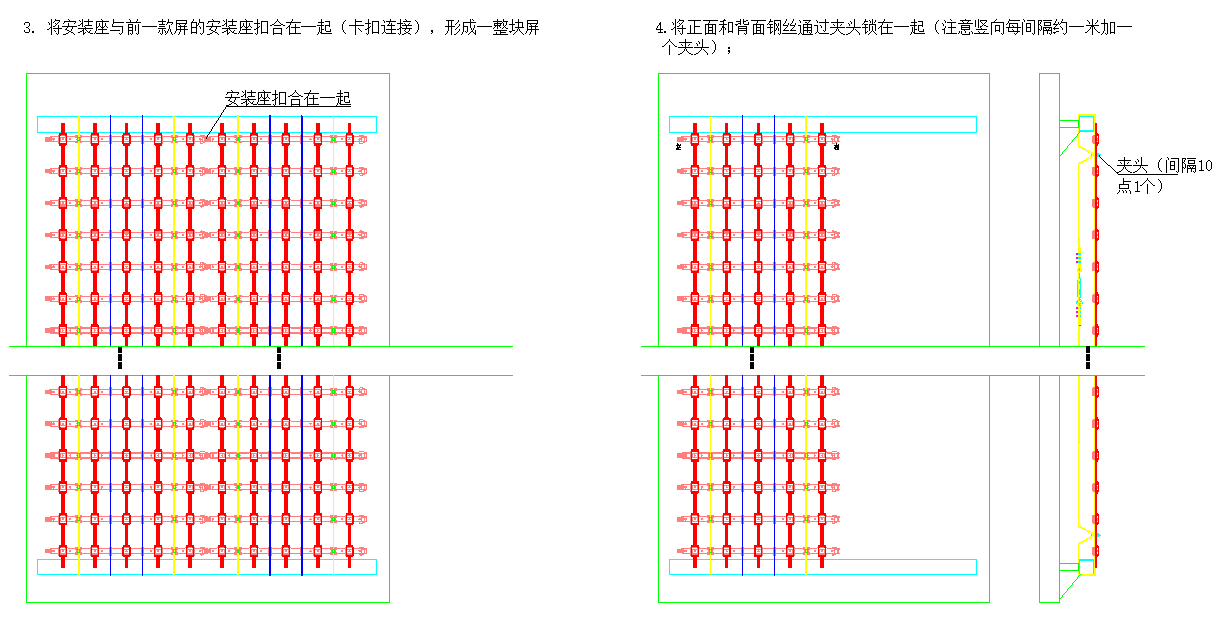 3. 将安装座与前一款屏的安装座扣合在一起（卡扣连接），形成一整块屏
安装座扣合在一起
4.将正面和背面钢丝通过夹头锁在一起（注意竖向每间隔约一米加一
个夹头）；
夹头（间隔10
点1个）